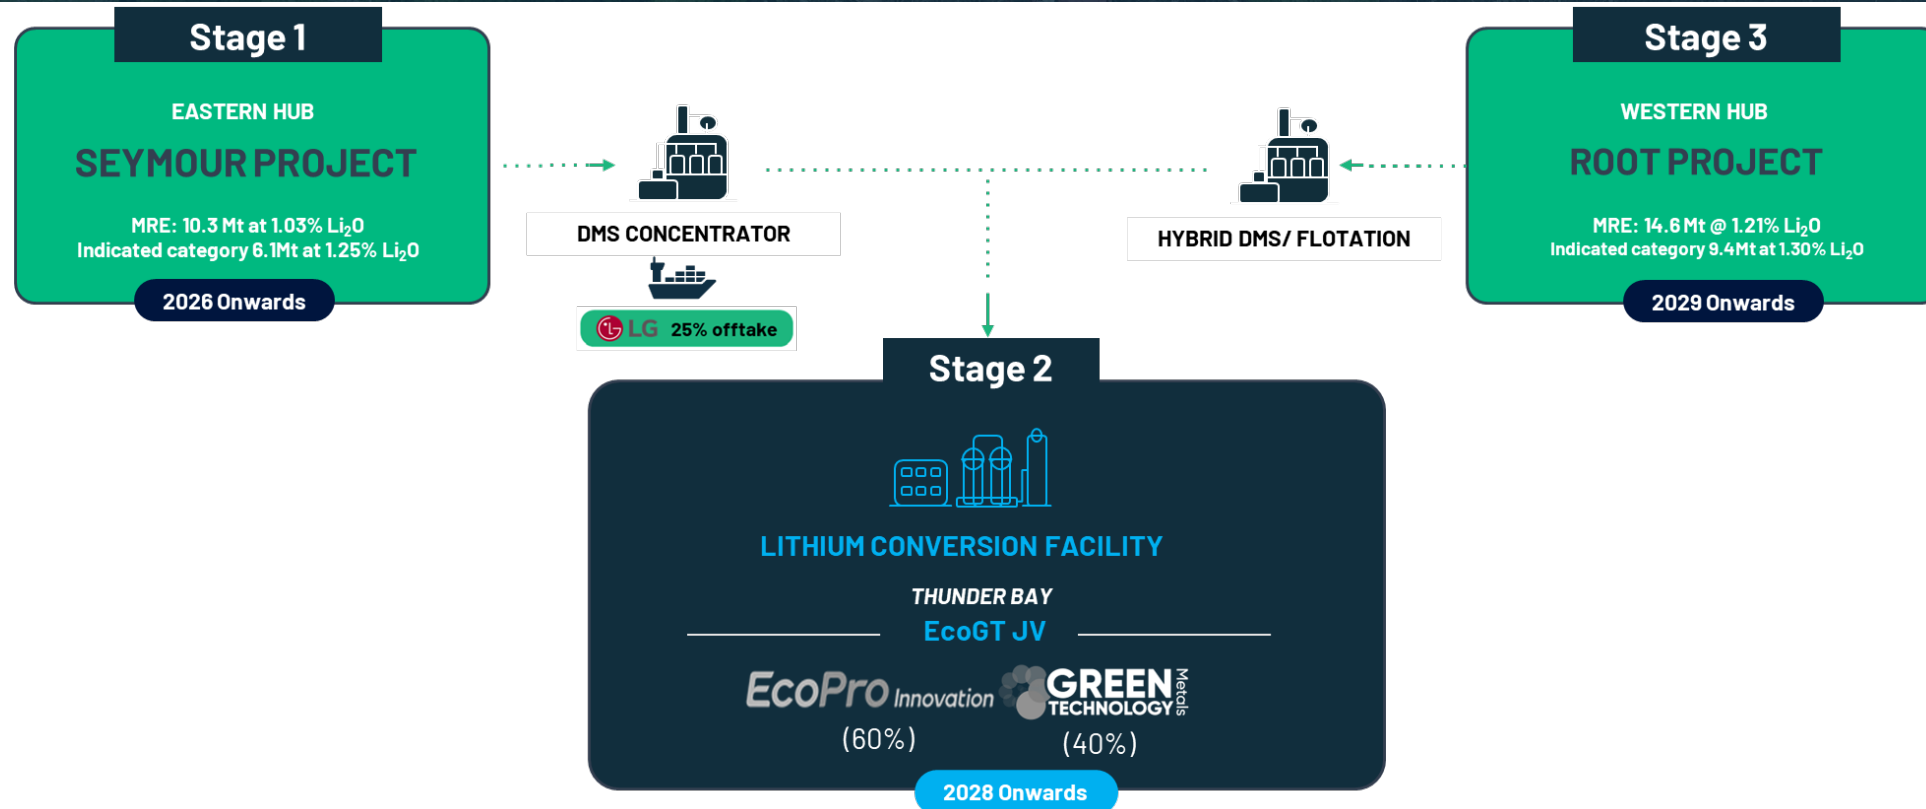 Stage 1
EASTERN HUB
SEYMOUR PROJECT
MRE: 10.3 Mt at 1.03% Li₂O
Indicated category 6.1Mt at 1.25% Li₂O
2026 Onwards
DMS CONCENTRATOR
LG 25% offtake
HYBRID DMS/ FLOTATION
Stage 3
WESTERN HUB
ROOT PROJECT
MRE: 14.6 Mt @ 1.21% Li₂O
Indicated category 9.4Mt at 1.30% Li₂O
2029 Onwards
Stage 2
LITHIUM CONVERSION FACILITY
THUNDER BAY
EcoGT JV
EcoPro Innovation
(60%)
GREEN
TECHNOLOGY
Metals
(40%)
2028 Onwards